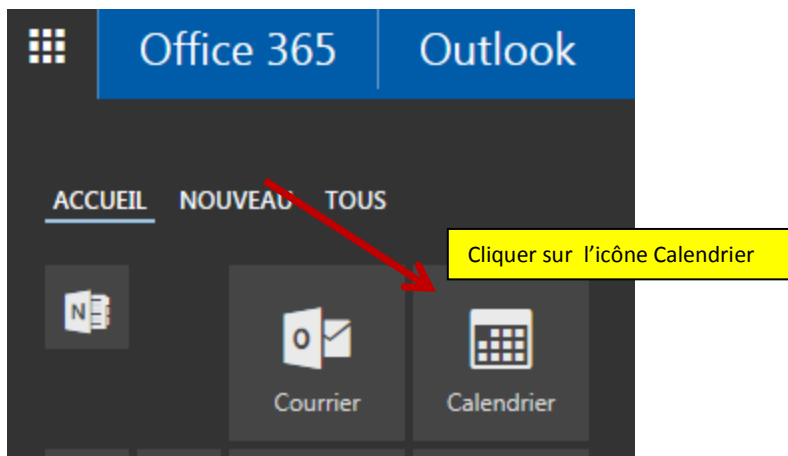 Office 365 Outlook
ACCUEIL NOUVEAU TOUS
Cliquer sur l'icône Calendrier
N
O
Courrier Calendrier